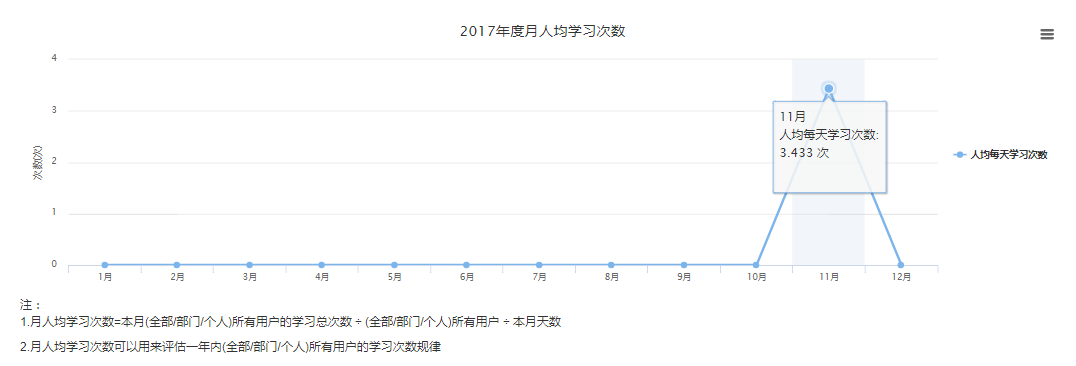 2017年度月人均学习次数
4
3
2
1
0
次数(次)
11月
人均每天学习次数:
3.433 次
人均每天学习次数
1月 2月 3月 4月 5月 6月 7月 8月 9月 10月 11月 12月
注：
1.月人均学习次数=本月(全部/部门/个人)所有用户的学习总次数 ÷ (全部/部门/个人)所有用户 ÷ 本月天数
2.月人均学习次数可以用来评估一年内(全部/部门/个人)所有用户的学习次数规律